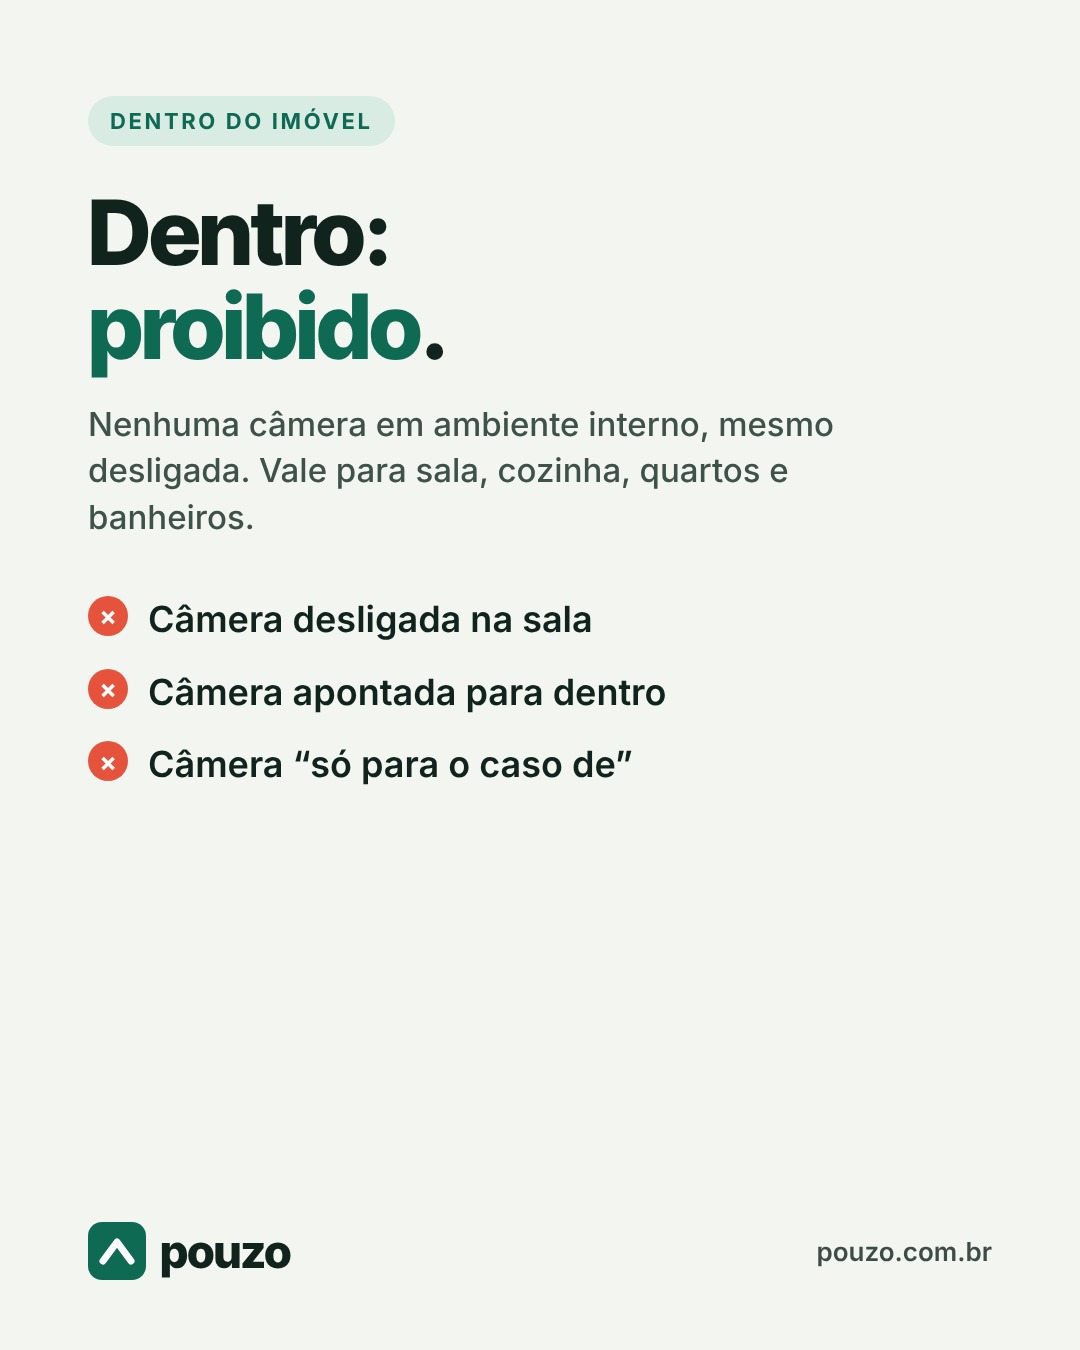 DENTRO DO IMÓVEL
Dentro:
proibido.
Nenhuma câmera em ambiente interno, mesmo
desligada. Vale para sala, cozinha, quartos e
banheiros.
Câmera desligada na sala
Câmera apontada para dentro
Câmera “só para o caso de”
pouzo
pouzo.com.br